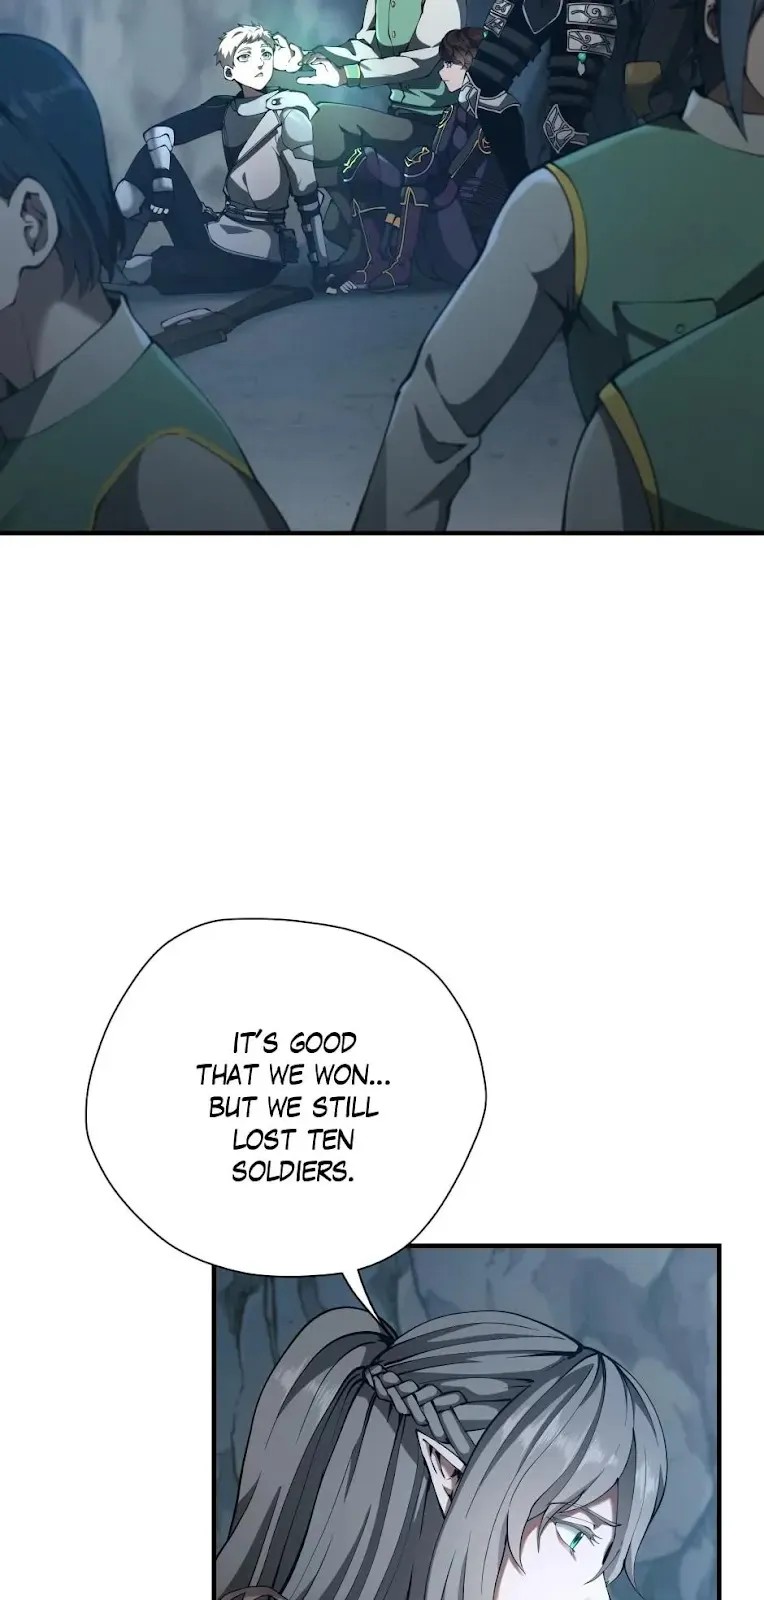 IT'S GOOD
THAT WE WON...
BUT WE STILL
LOST TEN
SOLDIERS.